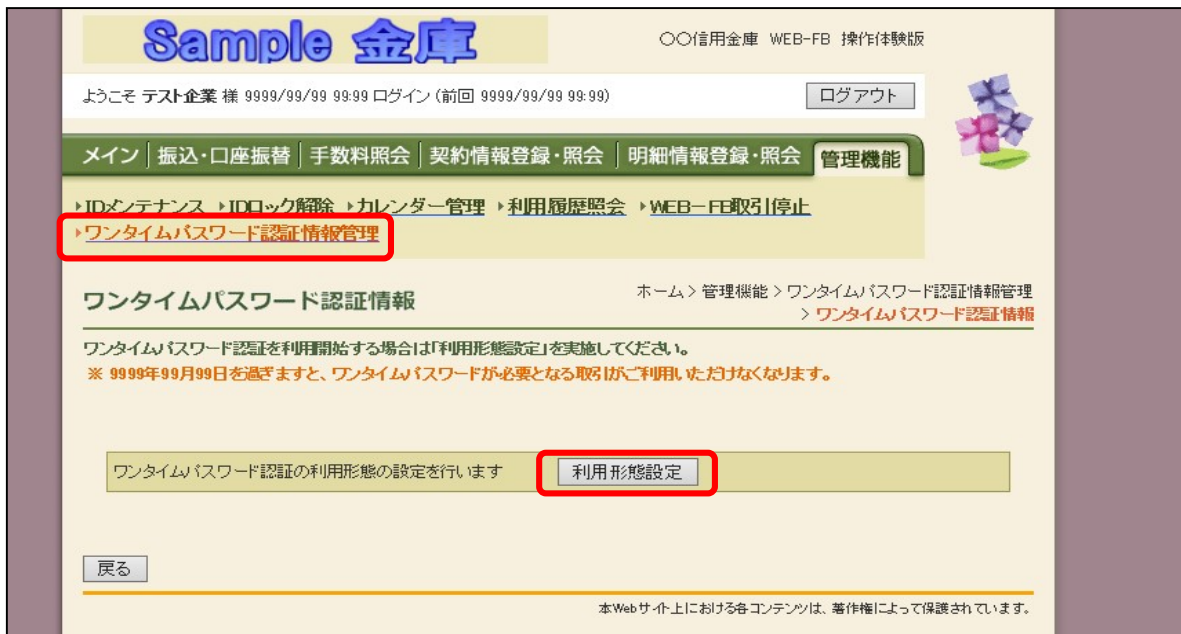 Sample 金庫
〇〇信用金庫 WEB-FB 操作体験版
ようこそ テスト企業 様 9999/99/99 99:99 ログイン (前回 9999/99/99 99:99)
ログアウト
メイン 振込・口座振替 手数料照会 契約情報登録・照会 明細情報登録・照会 管理機能
IDメンテナンス IDロック解除 カレンダー管理 利用履歴照会 WEB－FB取引停止
ワンタイムパスワード認証情報管理
ワンタイムパスワード認証情報
ホーム > 管理機能 > ワンタイムパスワード認証情報管理
> ワンタイムパスワード認証情報
ワンタイムパスワード認証を利用開始する場合は「利用形態設定」を実施してください。
※ 9999年99月99日を過ぎますと、ワンタイムパスワードが必要となる取引がご利用いただけなくなります。
ワンタイムパスワード認証の利用形態の設定を行います 利用形態設定
戻る
本Webサイト上における各コンテンツは、著作権によって保護されています。